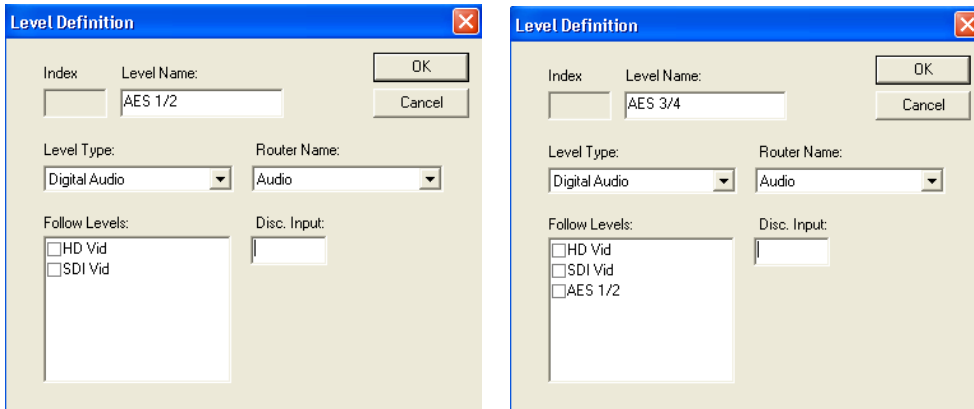 Level Definition
Index
Level Name:
OK
AES 1/2
Cancel
Level Type:
Router Name:
Digital Audio
Audio
Follow Levels:
Disc. Input:
HD Vid
SDI Vid
Level Definition
Index
Level Name:
OK
AES 3/4
Cancel
Level Type:
Router Name:
Digital Audio
Audio
Follow Levels:
Disc. Input:
HD Vid
SDI Vid
AES 1/2